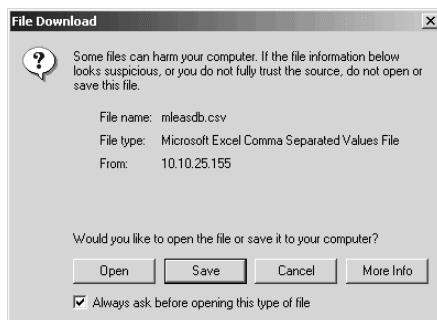 File Download
Some files can harm your computer. If the file information below
looks suspicious, or you do not fully trust the source, do not open or
save this file.
File name: mleasdb.csv
File type: Microsoft Excel Comma Separated Values File
From: 10.10.25.155
Would you like to open the file or save it to your computer?
Open Save Cancel More Info
Always ask before opening this type of file